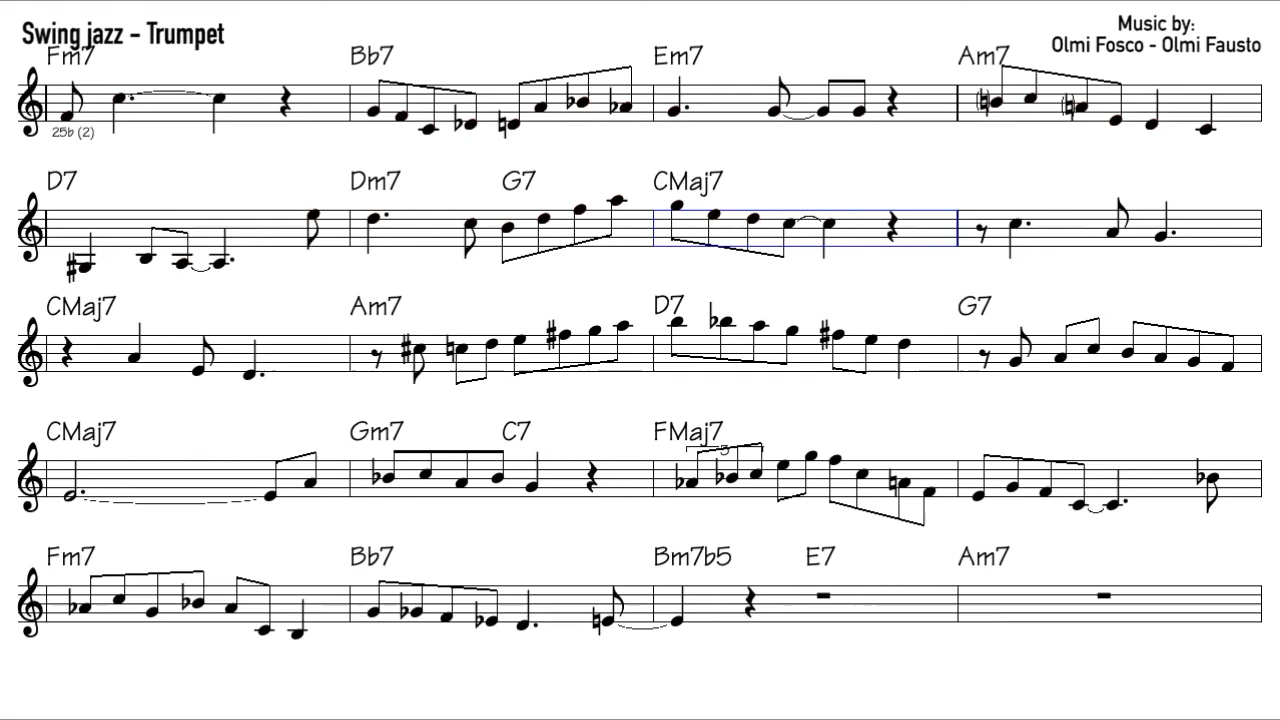 Swing jazz - Trumpet
Music by:
Olmi Fosco - Olmi Fausto
Fm7 Bb7 Em7 Am7
25b (2)
D7 Dm7 G7 CMaj7
CMaj7 Am7 D7 G7
CMaj7 Gm7 C7 FMaj7
3
Fm7 Bb7 Bm7b5 E7 Am7